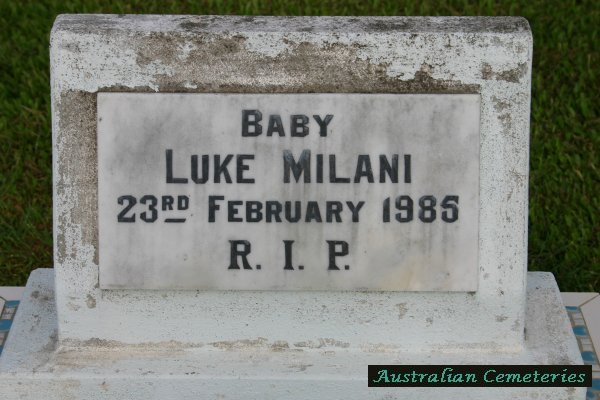 BABY
LUKE MILANI
23RD FEBRUARY 1985
R. I. P.
Australian Cemeteries